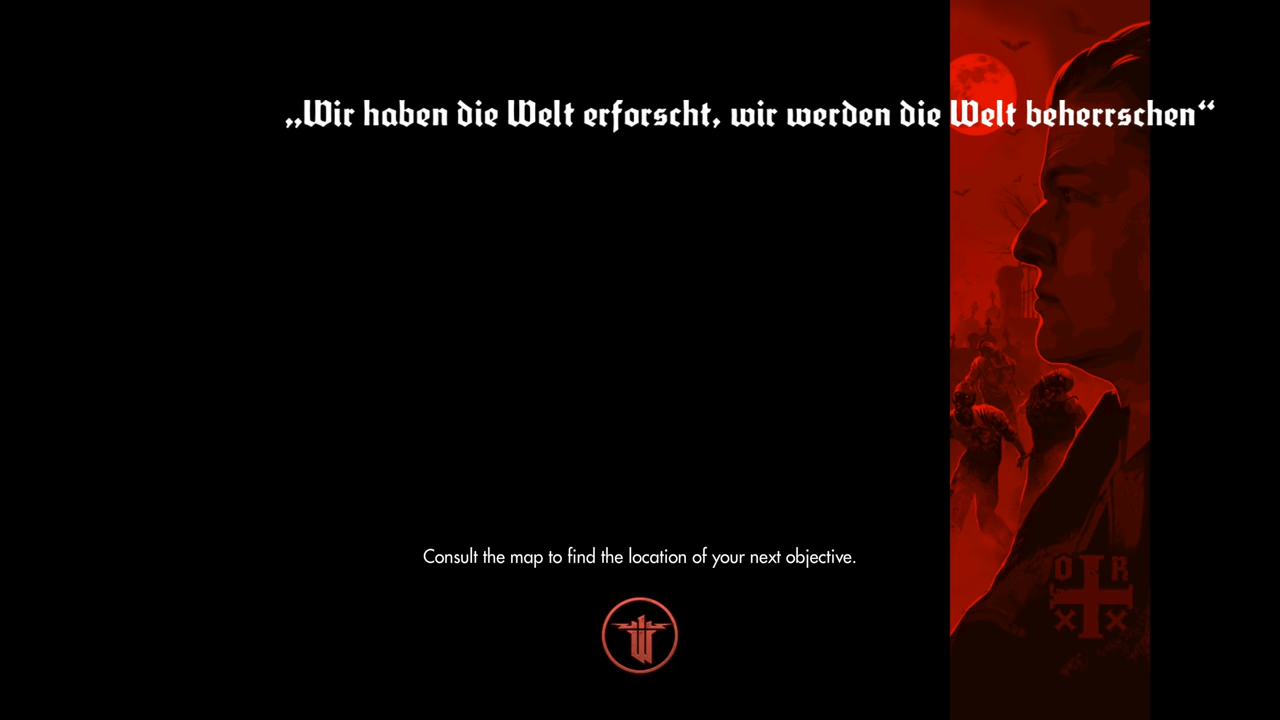 „Wir haben die Welt erforscht, wir werden die Welt beherrschen“
Consult the map to find the location of your next objective.
O R
X X